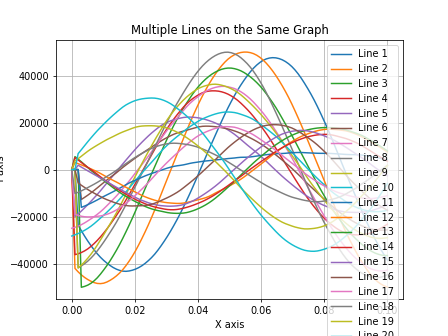 Multiple Lines on the Same Graph
40000
20000
0
−20000
−40000
0.00
0.02
0.04
0.06
0.08
X axis
axis
Line 1
Line 2
Line 3
Line 4
Line 5
Line 6
Line 7
Line 8
Line 9
Line 10
Line 11
Line 12
Line 13
Line 14
Line 15
Line 16
Line 17
Line 18
Line 19
Line 20